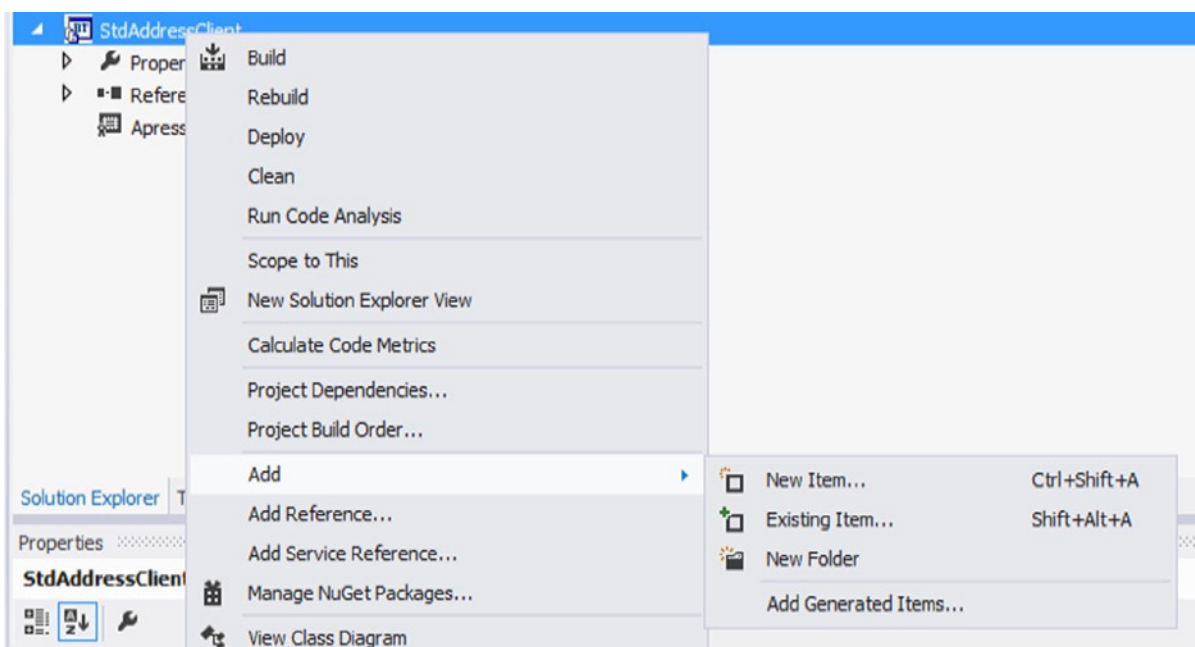 StdAddressClient
Proper
Refere
Apress
Build
Rebuild
Deploy
Clean
Run Code Analysis
Scope to This
New Solution Explorer View
Calculate Code Metrics
Project Dependencies...
Project Build Order...
Add
Add Reference...
Add Service Reference...
Manage NuGet Packages...
View Class Diagram
New Item... Ctrl+Shift+A
Existing Item... Shift+Alt+A
New Folder
Add Generated Items...
Solution Explorer T
Properties
StdAddressClient